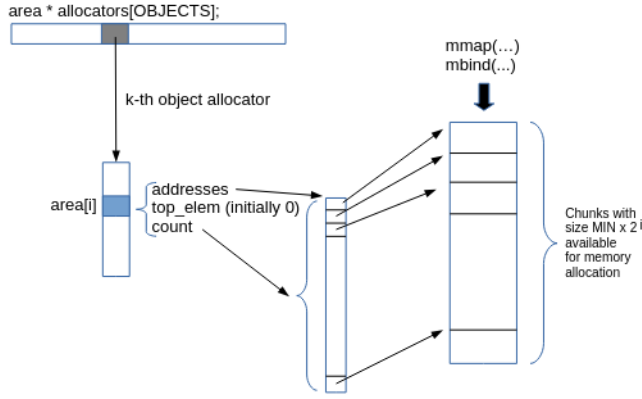 area * allocators[OBJECTS];
mmap(…)
mbind(...)
k-th object allocator
area[i]
addresses
top_elem (initially 0)
count
Chunks with
size MIN x 2 i
available
for memory
allocation